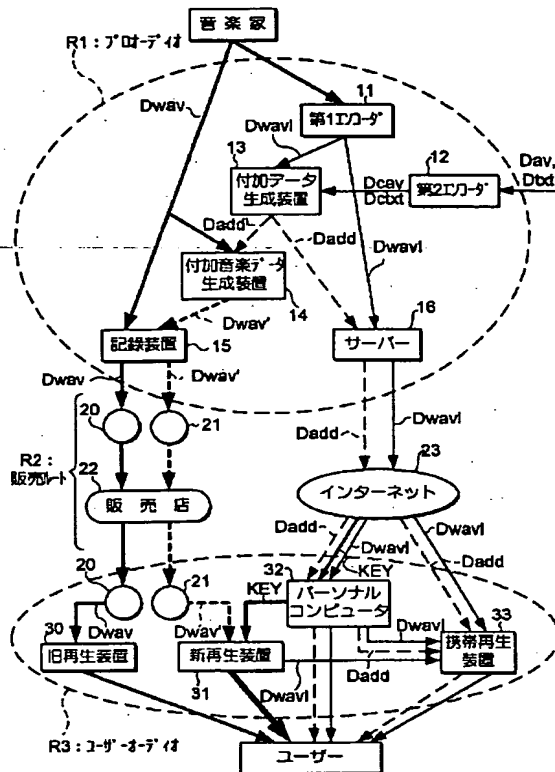 音楽家
R1：プロオーディオ
Dwav
11
第1エンコーダ
Dwavl
13
付加データ
生成装置
12
第2エンコーダ
Dav,
Dtxt
Dcav
Dctxt
Dadd
Dadd
Dwavl
付加音楽データ
生成装置
14
Dwav'
記録装置
15
サーバー
16
Dwav
Dwav'
20
21
Dadd
Dwavl
23
R2：
販売ルート
22
販売店
インターネット
Dadd
Dwavl
KEY
Dwavl
Dadd
20
21
32
パーソナル
コンピュータ
KEY
Dwav
Dwav'
Dwavl
33
30
旧再生装置
新再生装置
31
Dadd
Dwavl
携帯再生
装置
R3：ユーザーオーディオ
ユーザー